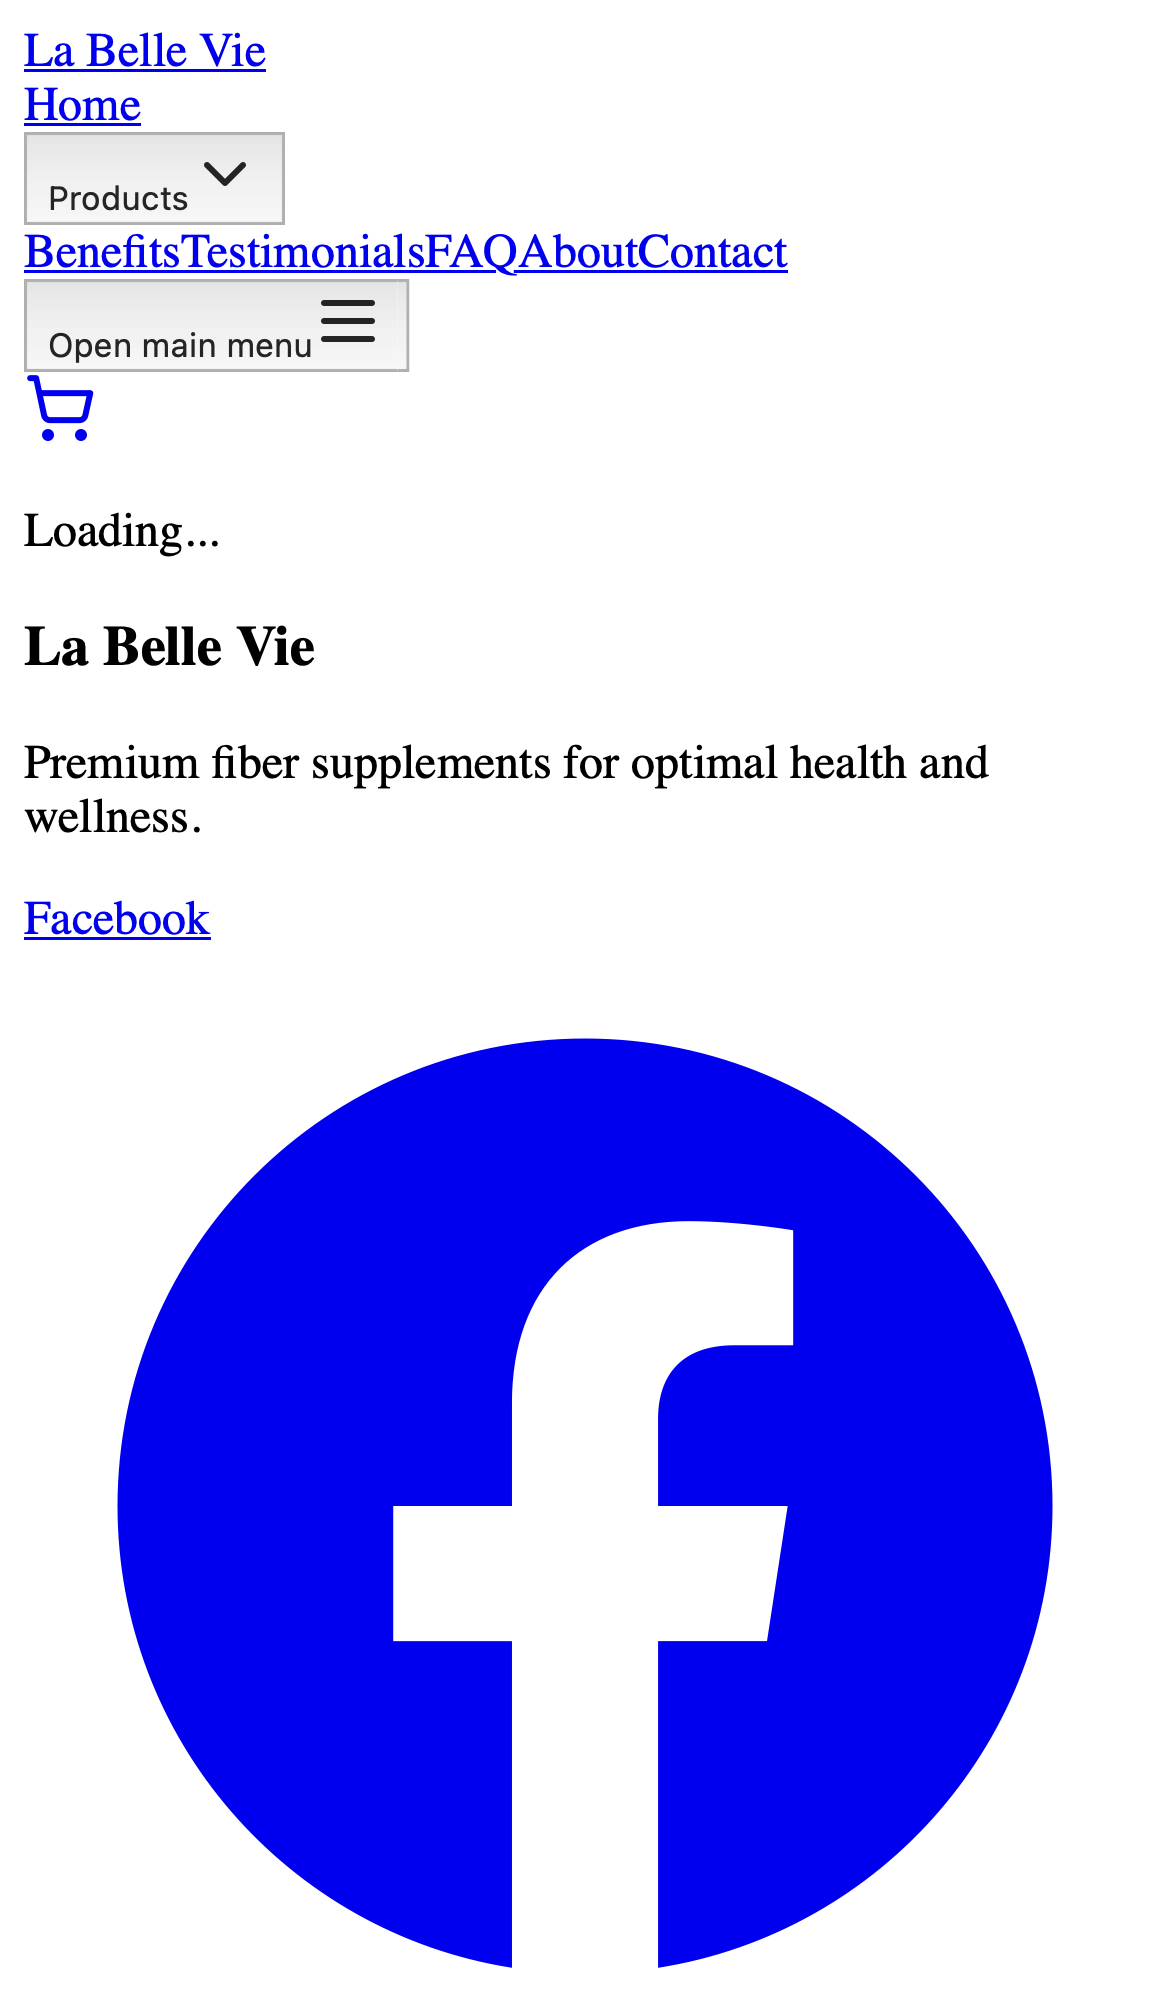 La Belle Vie
Home
Products
BenefitsTestimonialsFAQAboutContact
Open main menu
Loading...
La Belle Vie
Premium fiber supplements for optimal health and
wellness.
Facebook